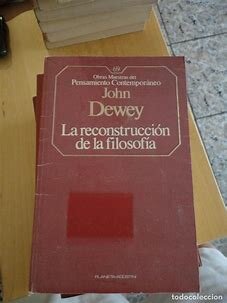 Obras Maestras del
Pensamiento Contemporáneo
John
Dewey
La reconstrucción
de la filosofía
PLANETA-AGOSTINI
todocoleccion